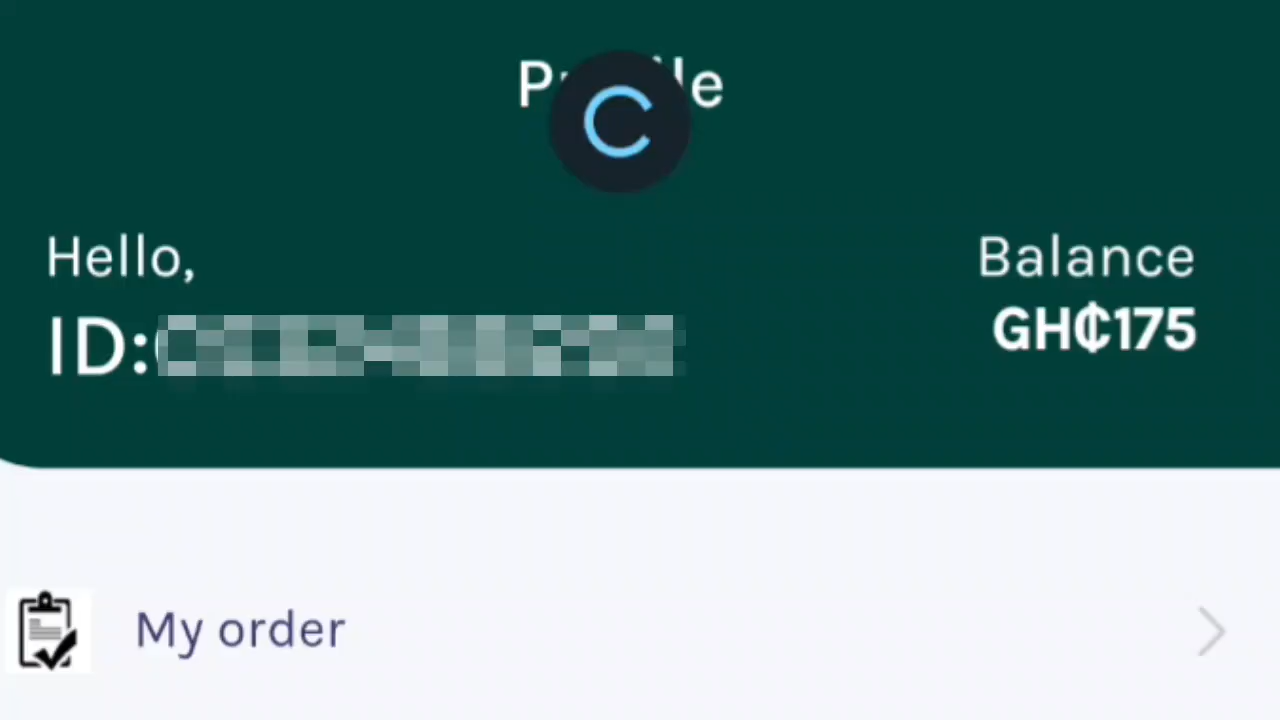 Hello,
ID:
Balance
GH₵175
My order